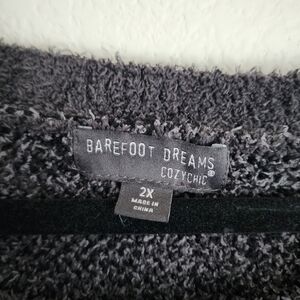 BAREFOOT DREAMS
COZYCHIC®
2X
MADE IN
CHINA